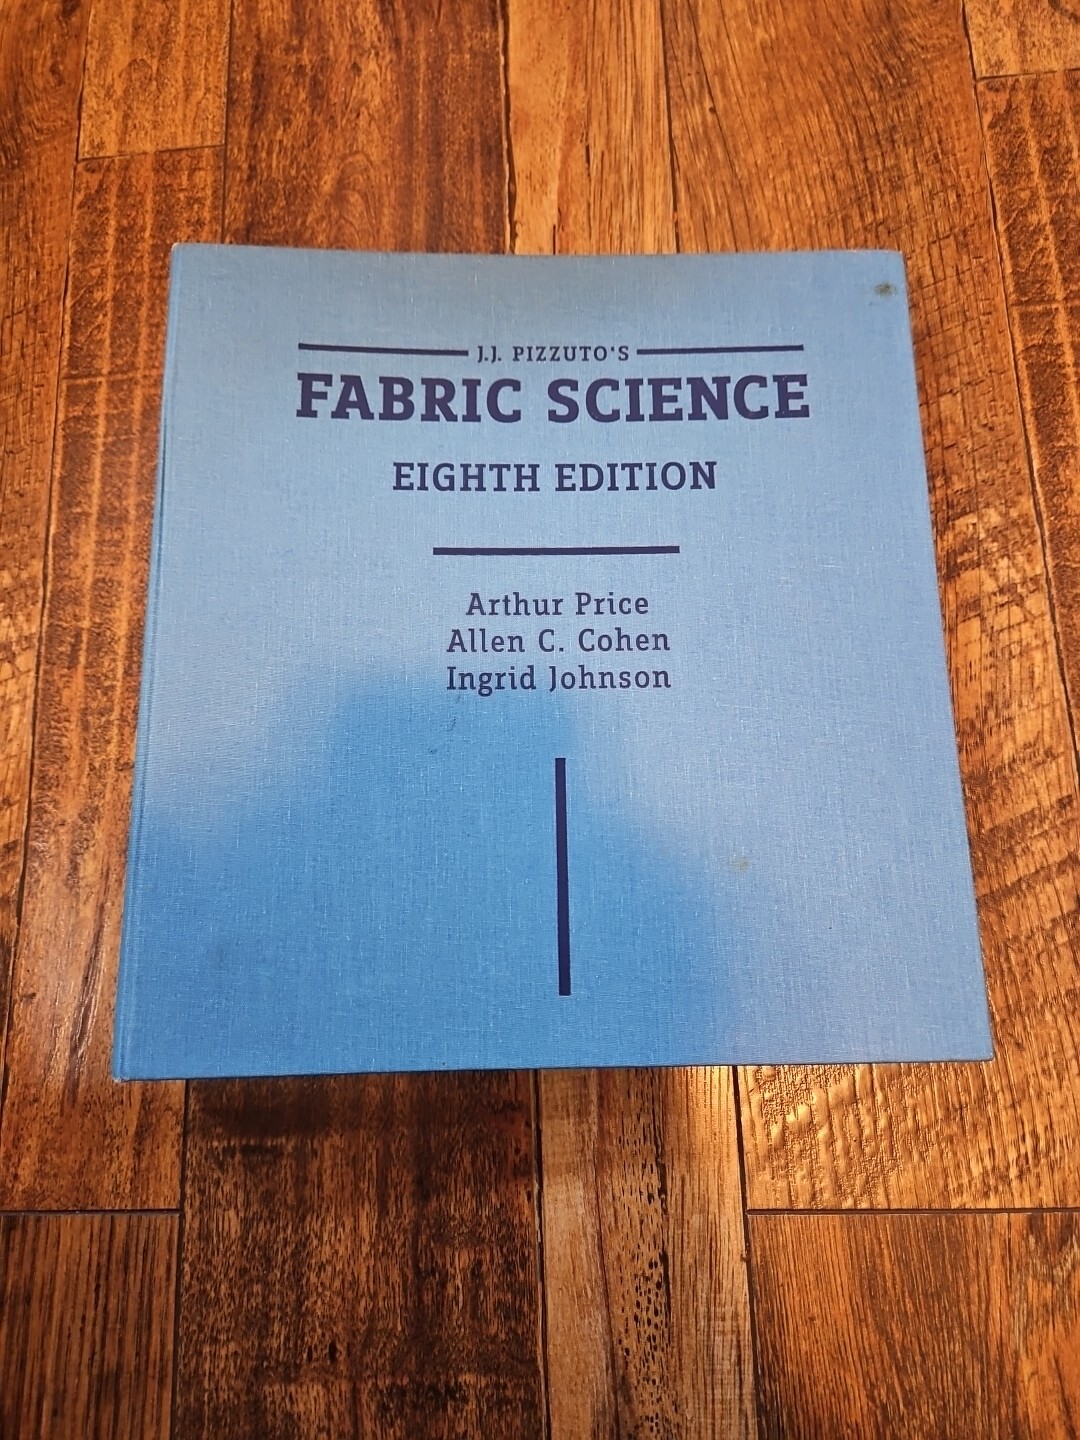 J.J. PIZZUTO'S
FABRIC SCIENCE
EIGHTH EDITION
Arthur Price
Allen C. Cohen
Ingrid Johnson